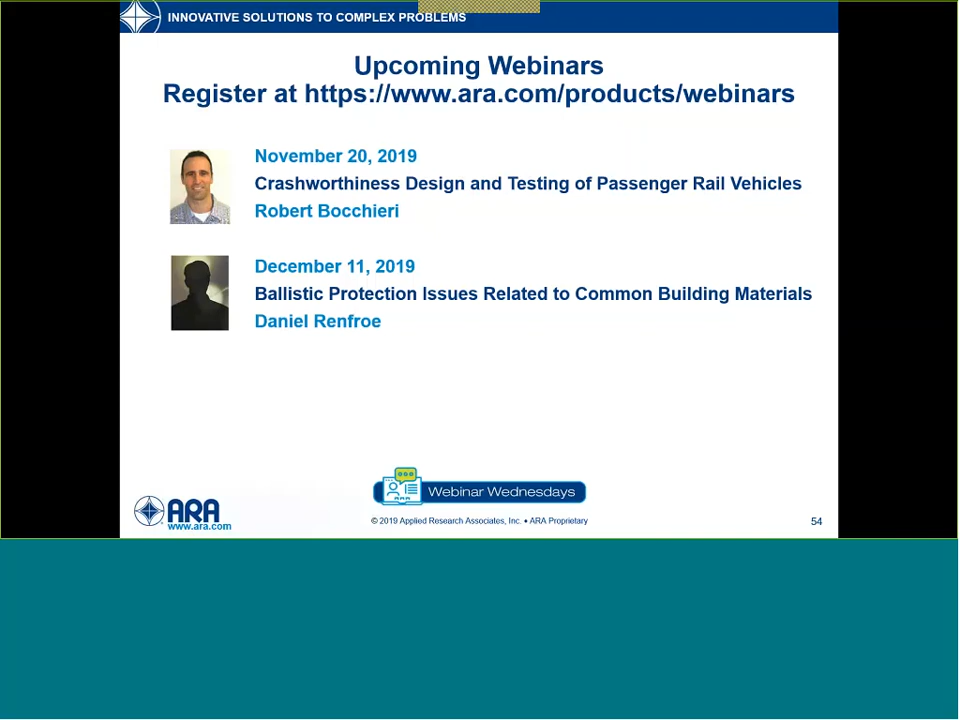 INNOVATIVE SOLUTIONS TO COMPLEX PROBLEMS
Upcoming Webinars
Register at https://www.ara.com/products/webinars
November 20, 2019
Crashworthiness Design and Testing of Passenger Rail Vehicles
Robert Bocchieri
December 11, 2019
Ballistic Protection Issues Related to Common Building Materials
Daniel Renfroe
Webinar Wednesdays
ARA
www.ara.com
© 2019 Applied Research Associates, Inc. • ARA Proprietary
54